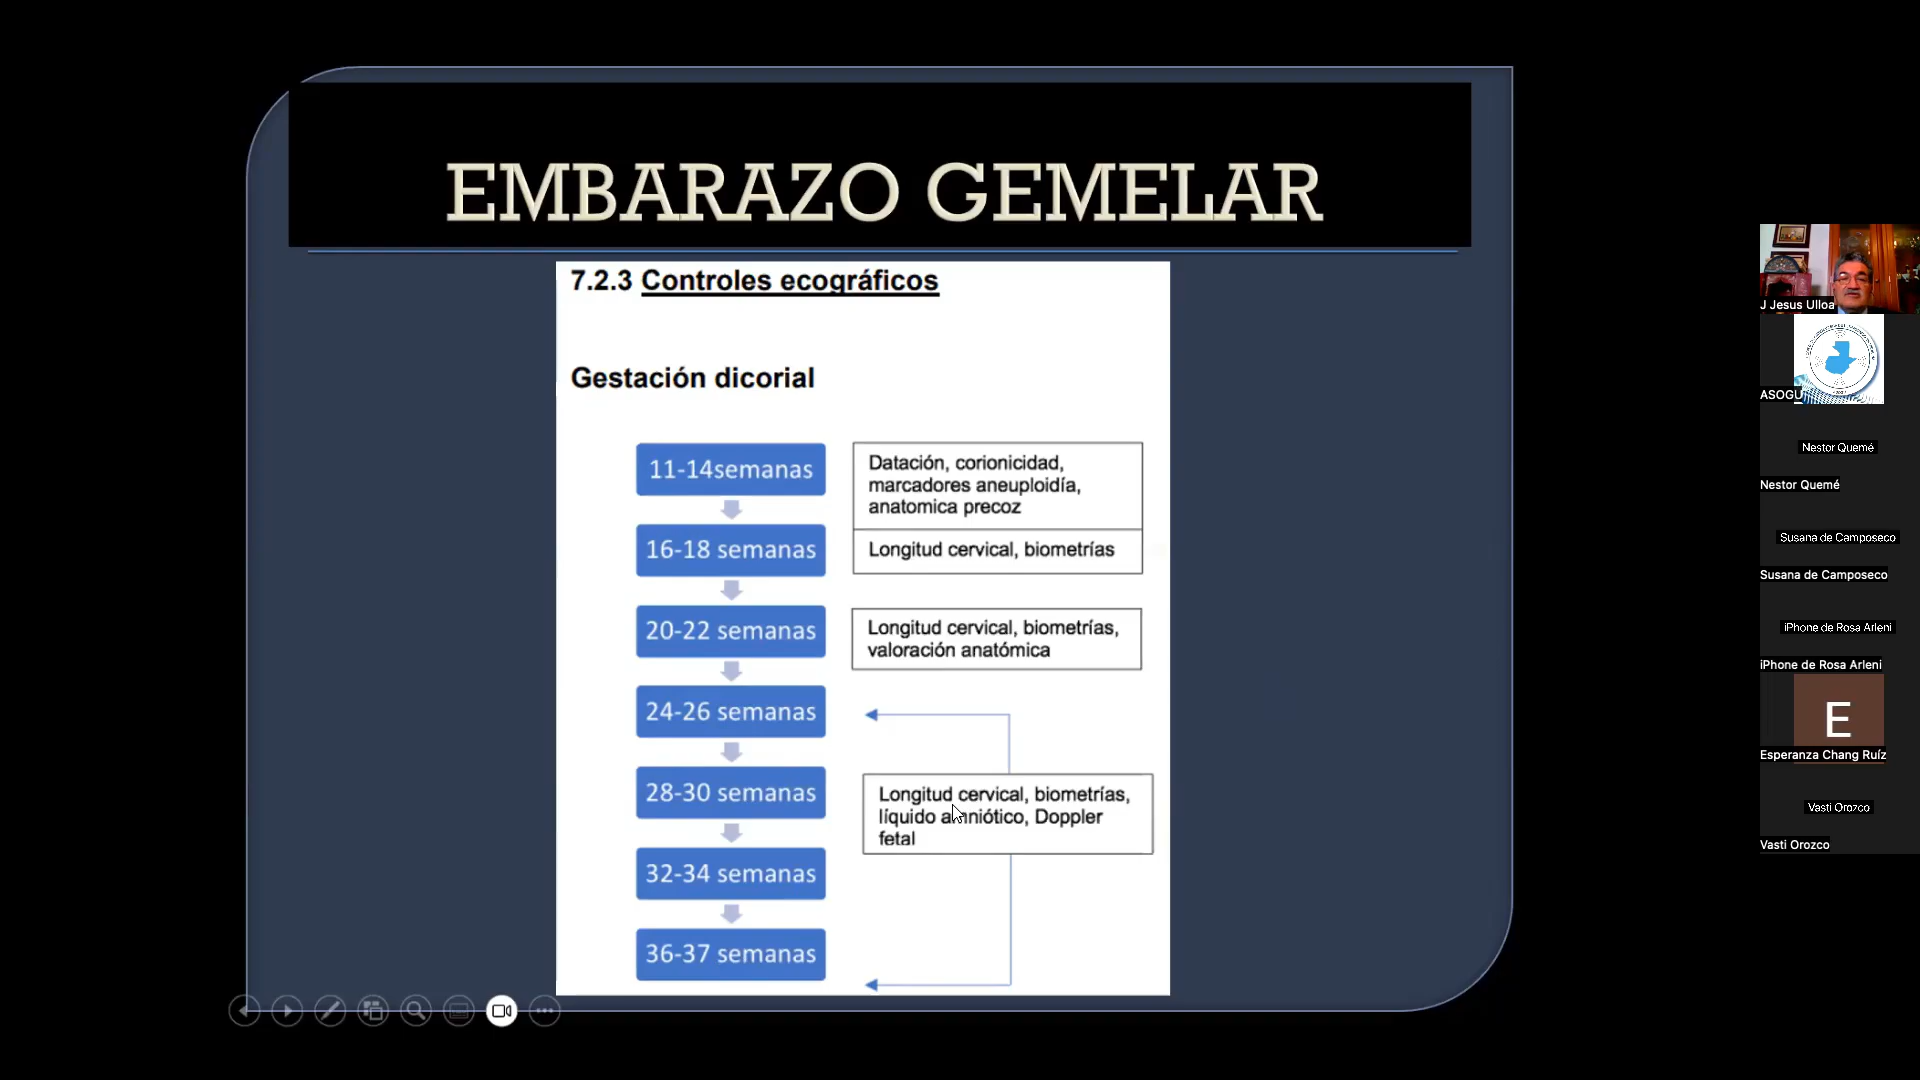 EMBARAZO GEMELAR
7.2.3 Controles ecográficos
Gestación dicorial
11-14semanas
Datación, corionicidad,
marcadores aneuploidía,
anatomica precoz
16-18 semanas
Longitud cervical, biometrías
20-22 semanas
Longitud cervical, biometrías,
valoración anatómica
24-26 semanas
28-30 semanas
Longitud cervical, biometrías,
líquido amniótico, Doppler
fetal
32-34 semanas
36-37 semanas
J Jesus Ulloa
ASOGU
Nestor Quemé
Nestor Quemé
Susana de Camposeco
Susana de Camposeco
iPhone de Rosa Arleni
iPhone de Rosa Arleni
E
Esperanza Chang Ruíz
Vasti Orozco
Vasti Orozco